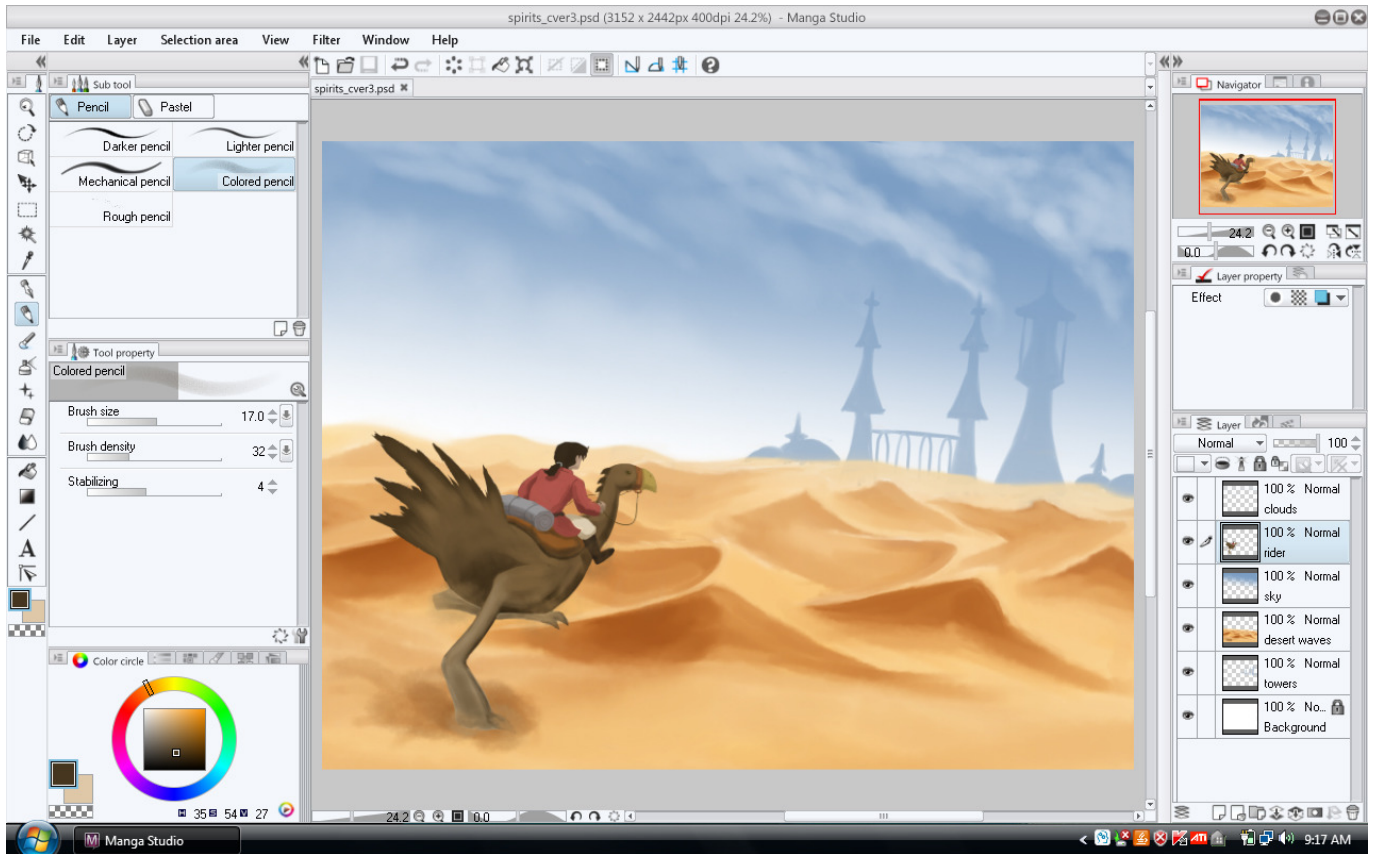 spirits_cver3.psd (3152 x 2442px 400dpi 24.2%)  - Manga Studio
File Edit Layer Selection area View Filter Window Help
spirits_cver3.psd
Sub tool
Pencil Pastel
Darker pencil Lighter pencil
Mechanical pencil Colored pencil
Rough pencil
Tool property
Colored pencil
Brush size 17.0
Brush density 32
Stabilizing 4
A
Color circle
H 35 S 54 V 27
24.2 0.0
Navigator
24.2
0.0
Layer property
Effect
Layer
Normal 100
100 % Normal
clouds
100 % Normal
rider
100 % Normal
sky
100 % Normal
desert waves
100 % Normal
towers
100 % No...
Background
M Manga Studio
ATI
9:17 AM